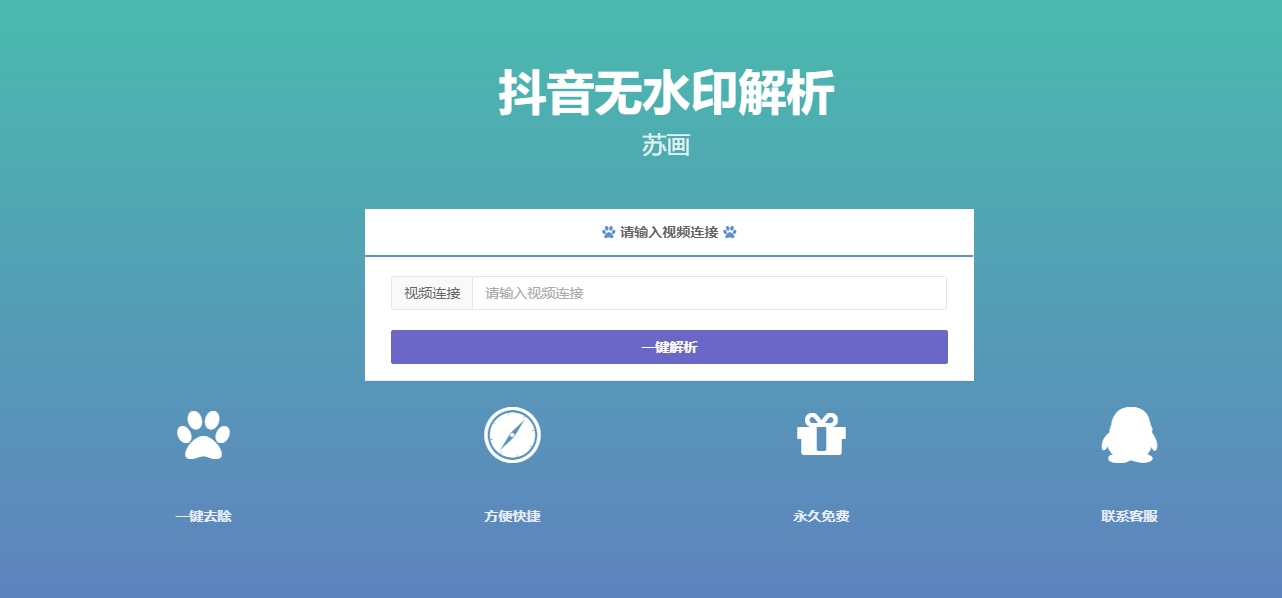 抖音无水印解析
苏画
请输入视频连接
视频连接 请输入视频连接
一键解析
一键去除 方便快捷 永久免费 联系客服